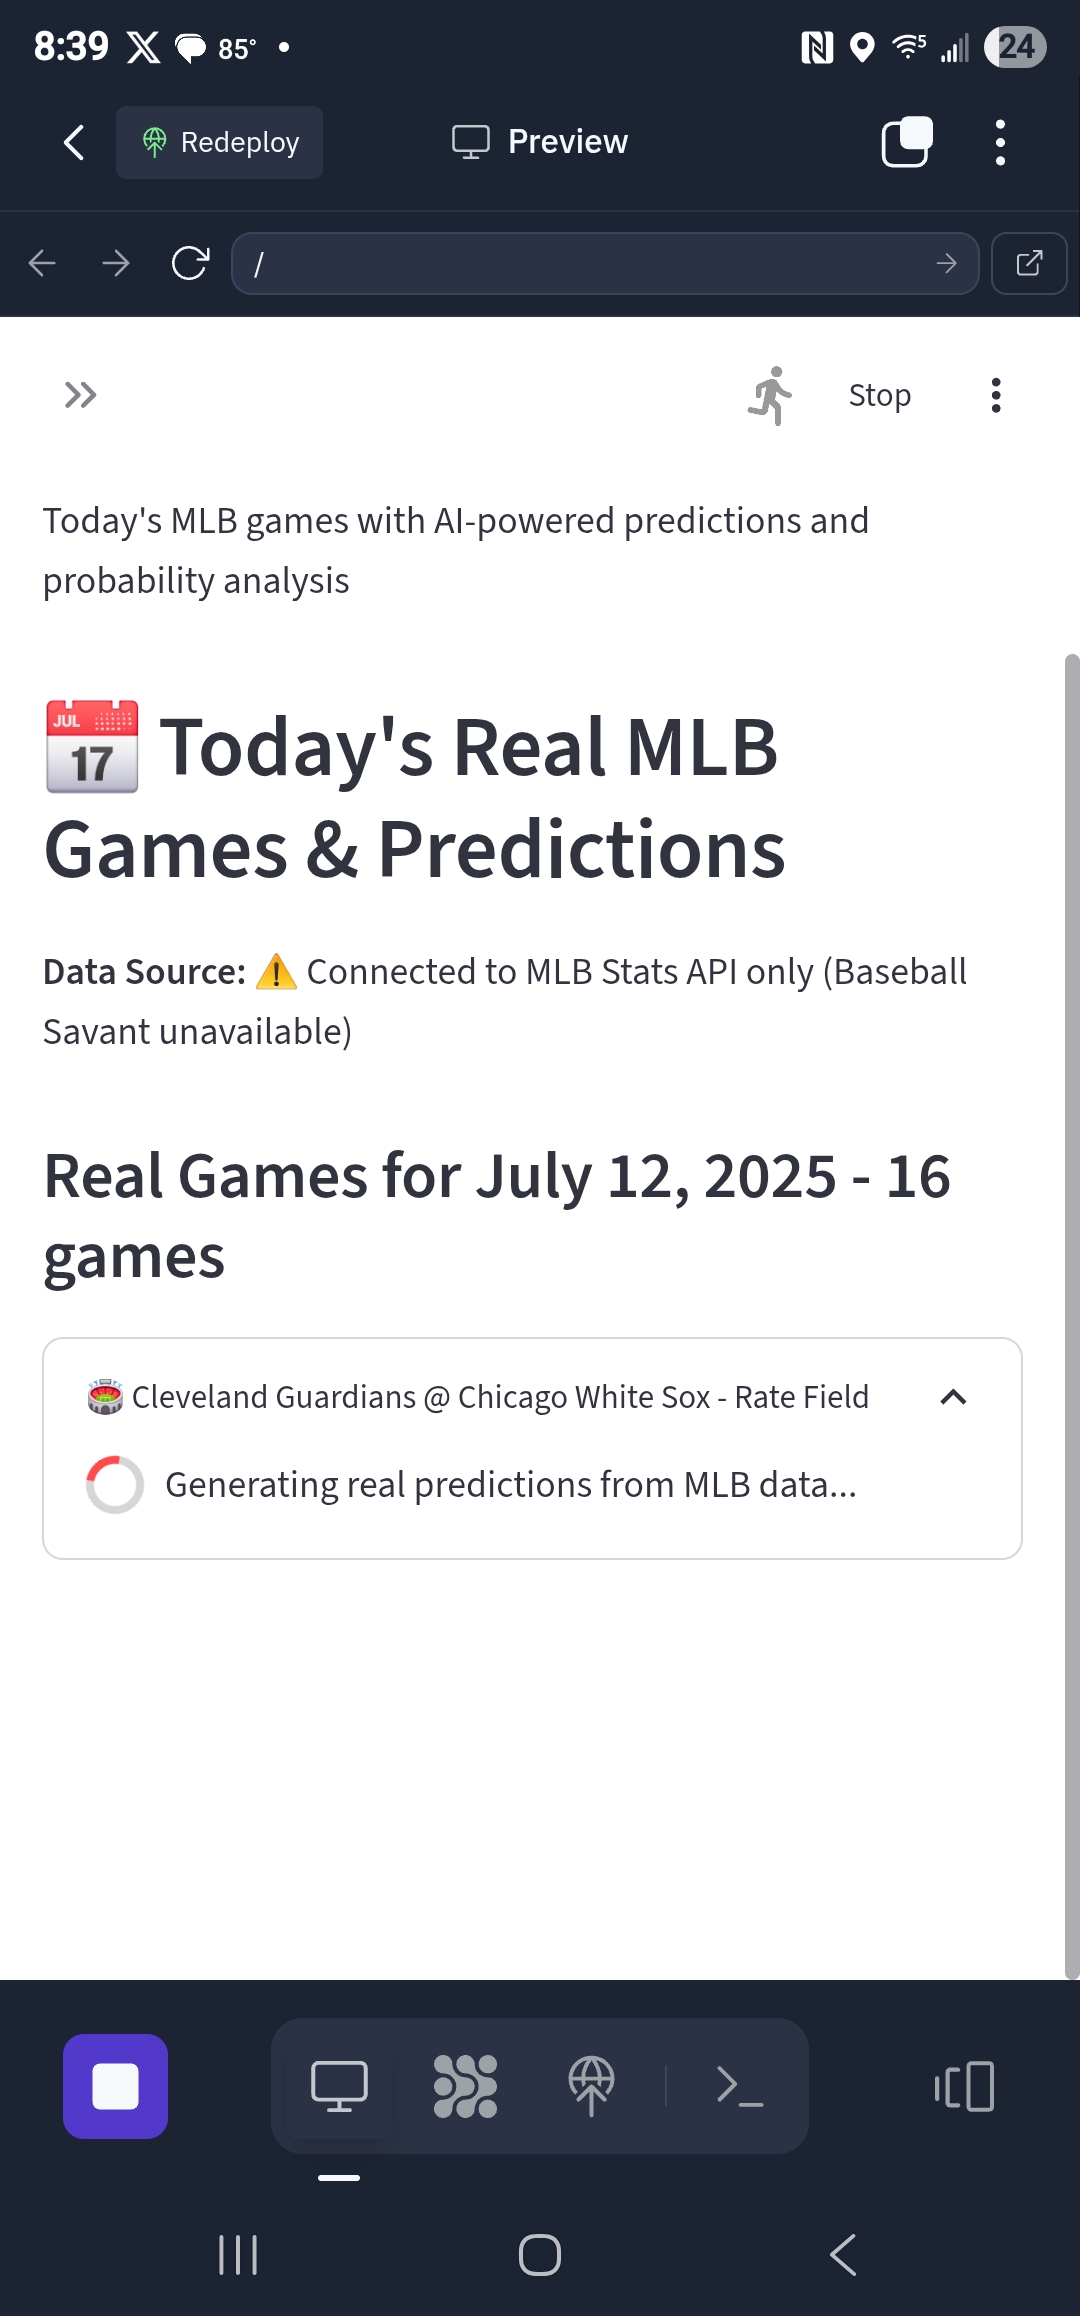 8:39 85° 5 24
Redeploy Preview
/
Stop
Today's MLB games with AI-powered predictions and
probability analysis
JUL 17 Today's Real MLB
Games & Predictions
Data Source: ⚠️ Connected to MLB Stats API only (Baseball
Savant unavailable)
Real Games for July 12, 2025 - 16
games
Cleveland Guardians @ Chicago White Sox - Rate Field
Generating real predictions from MLB data...